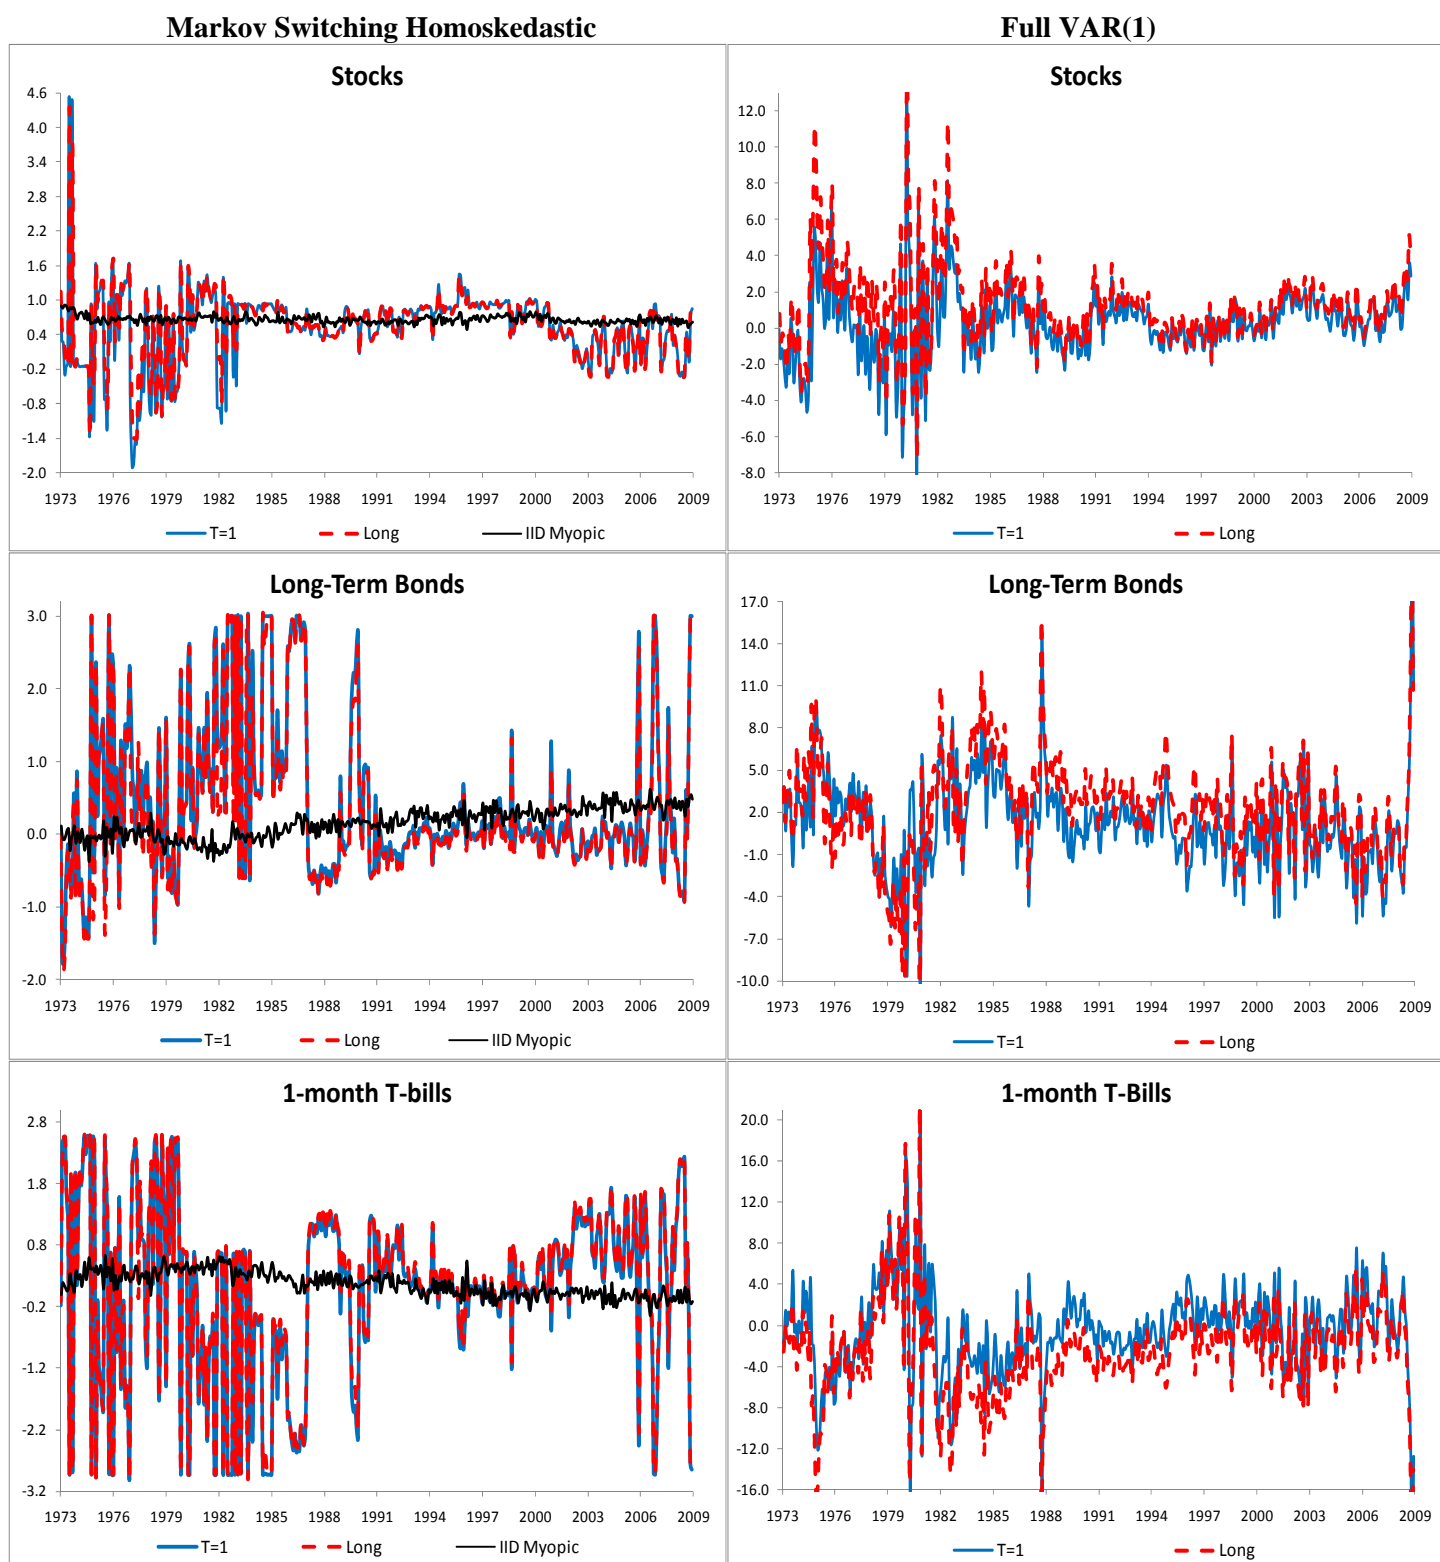 Markov Switching Homoskedastic
Full VAR(1)
Stocks
4.6
4.0
3.4
2.8
2.2
1.6
1.0
0.4
-0.2
-0.8
-1.4
-2.0
1973 1976 1979 1982 1985 1988 1991 1994 1997 2000 2003 2006 2009
T=1 Long IID Myopic
Stocks
12.0
10.0
8.0
6.0
4.0
2.0
0.0
-2.0
-4.0
-6.0
-8.0
1973 1976 1979 1982 1985 1988 1991 1994 1997 2000 2003 2006 2009
T=1 Long
Long-Term Bonds
3.0
2.0
1.0
0.0
-1.0
-2.0
1973 1976 1979 1982 1985 1988 1991 1994 1997 2000 2003 2006 2009
T=1 Long IID Myopic
Long-Term Bonds
17.0
14.0
11.0
8.0
5.0
2.0
-1.0
-4.0
-7.0
-10.0
1973 1976 1979 1982 1985 1988 1991 1994 1997 2000 2003 2006 2009
T=1 Long
1-month T-bills
2.8
1.8
0.8
-0.2
-1.2
-2.2
-3.2
1973 1976 1979 1982 1985 1988 1991 1994 1997 2000 2003 2006 2009
T=1 Long IID Myopic
1-month T-Bills
20.0
16.0
12.0
8.0
4.0
0.0
-4.0
-8.0
-12.0
-16.0
1973 1976 1979 1982 1985 1988 1991 1994 1997 2000 2003 2006 2009
T=1 Long